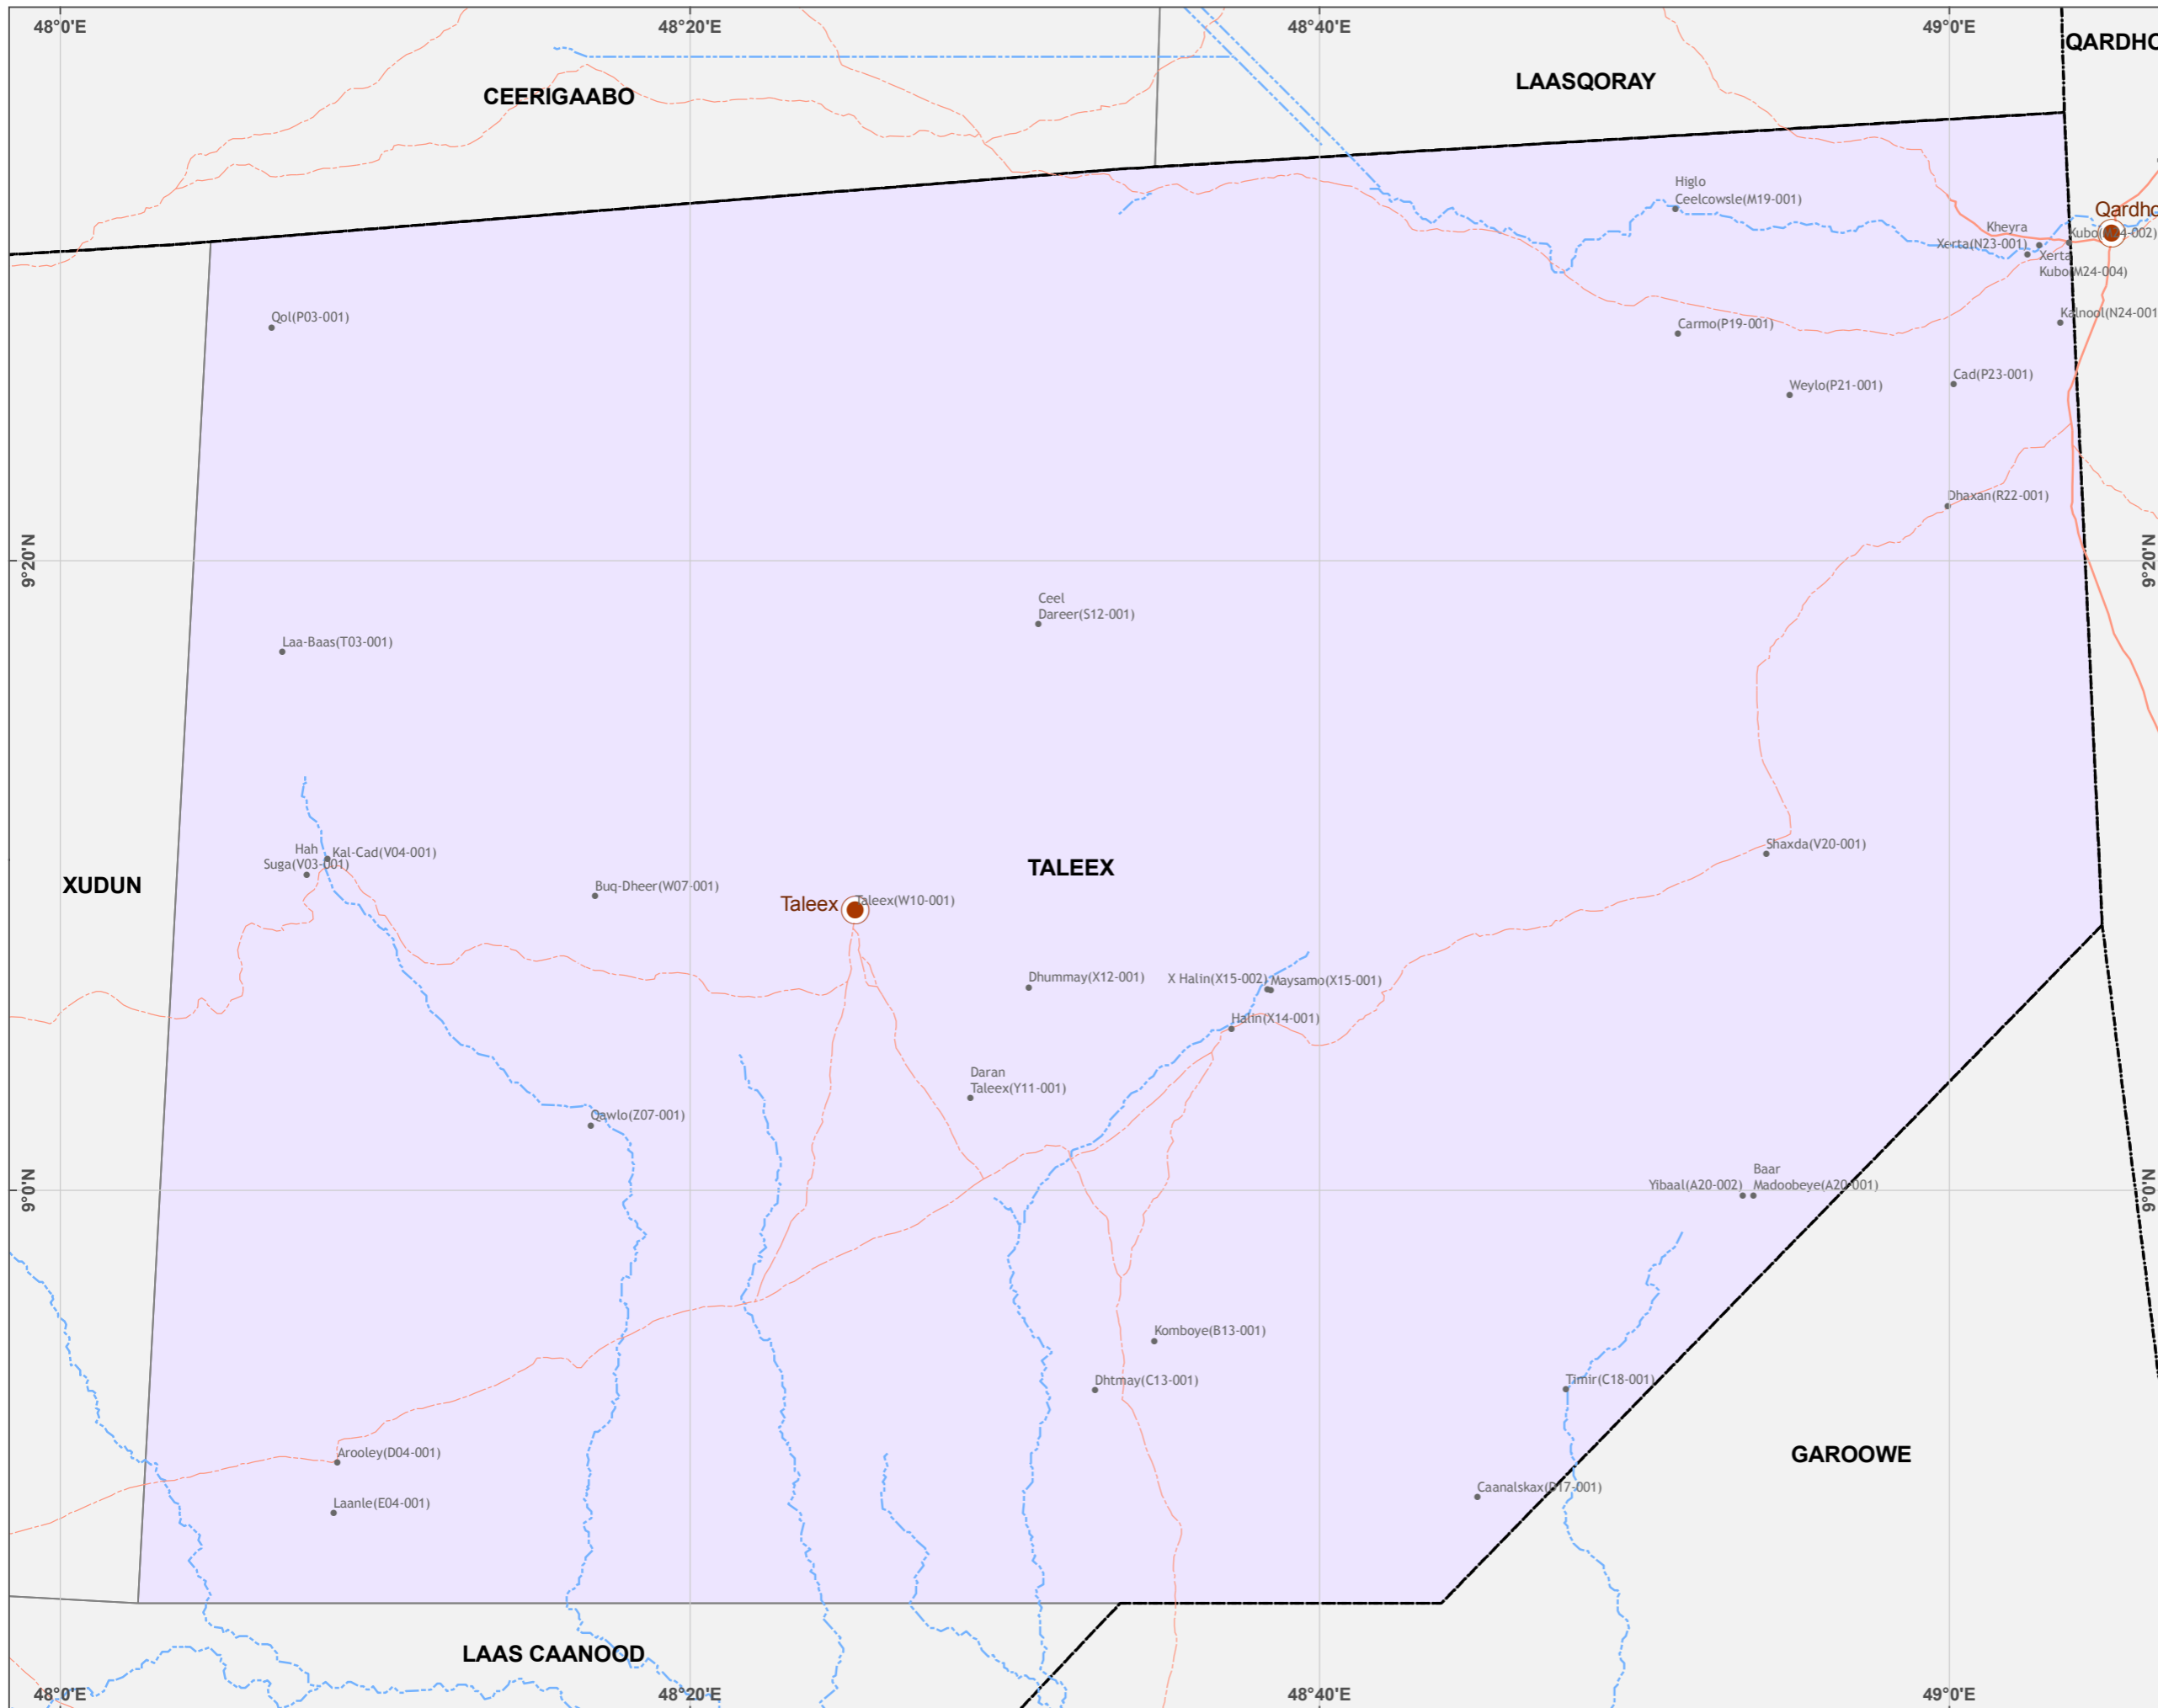 48°0'E
48°20'E
48°40'E
49°0'E
CEERIGAABO
LAASQORAY
QARDHO
Higlo
Ceelcowsle(M19-001)
Qardho
Kheyra
Xerta(N23-001)
Xerta
Kubo(M24-004)
Qol(P03-001)
Carmo(P19-001)
Kalnool(N24-001
Cad(P23-001)
Weylo(P21-001)
Dhaxan(R22-001)
9°20'N
9°20'N
Ceel
Dareer(S12-001)
Laa-Baas(T03-001)
Hah
Suga(V03-001)
Kal-Cad(V04-001)
XUDUN
Buq-Dheer(W07-001)
TALEEX
Taleex
Taleex(W10-001)
Shaxda(V20-001)
Dhummay(X12-001)
X Halin(X15-002)
Maysamo(X15-001)
Halin(X14-001)
Daran
Taleex(Y11-001)
Qawlo(Z07-001)
9°0'N
9°0'N
Baar
Madoobeye(A20-001)
Yibaal(A20-002)
Komboye(B13-001)
Dhtmay(C13-001)
Timir(C18-001)
Arooley(D04-001)
Laanle(E04-001)
Caanalskax(D17-001)
GAROOWE
LAAS CAANOOD
48°0'E
48°20'E
48°40'E
49°0'E